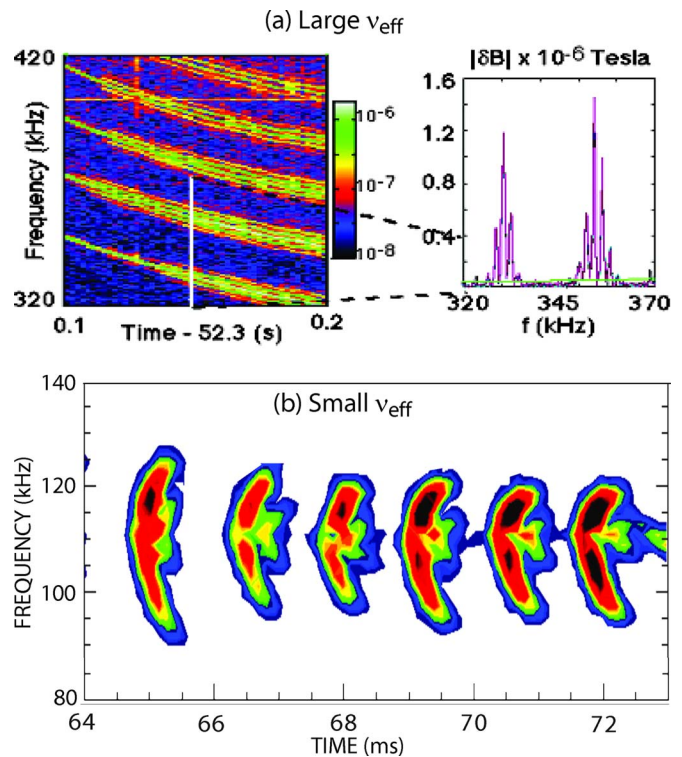 (a) Large νeff
420
Frequency (kHz)
320
0.1
Time - 52.3 (s)
0.2
10-6
10-7
10-8
|δB| x 10-6 Tesla
1.6
1.2
0.8
0.4
320
345
370
f (kHz)
(b) Small νeff
140
120
100
80
FREQUENCY (kHz)
64
66
68
70
72
TIME (ms)